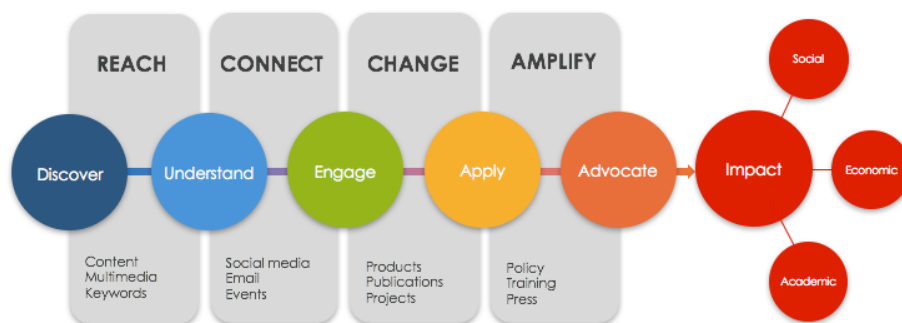 REACH
CONNECT
CHANGE
AMPLIFY
Social
Discover
Understand
Engage
Apply
Advocate
Impact
Economic
Academic
Content
Multimedia
Keywords
Social media
Email
Events
Products
Publications
Projects
Policy
Training
Press